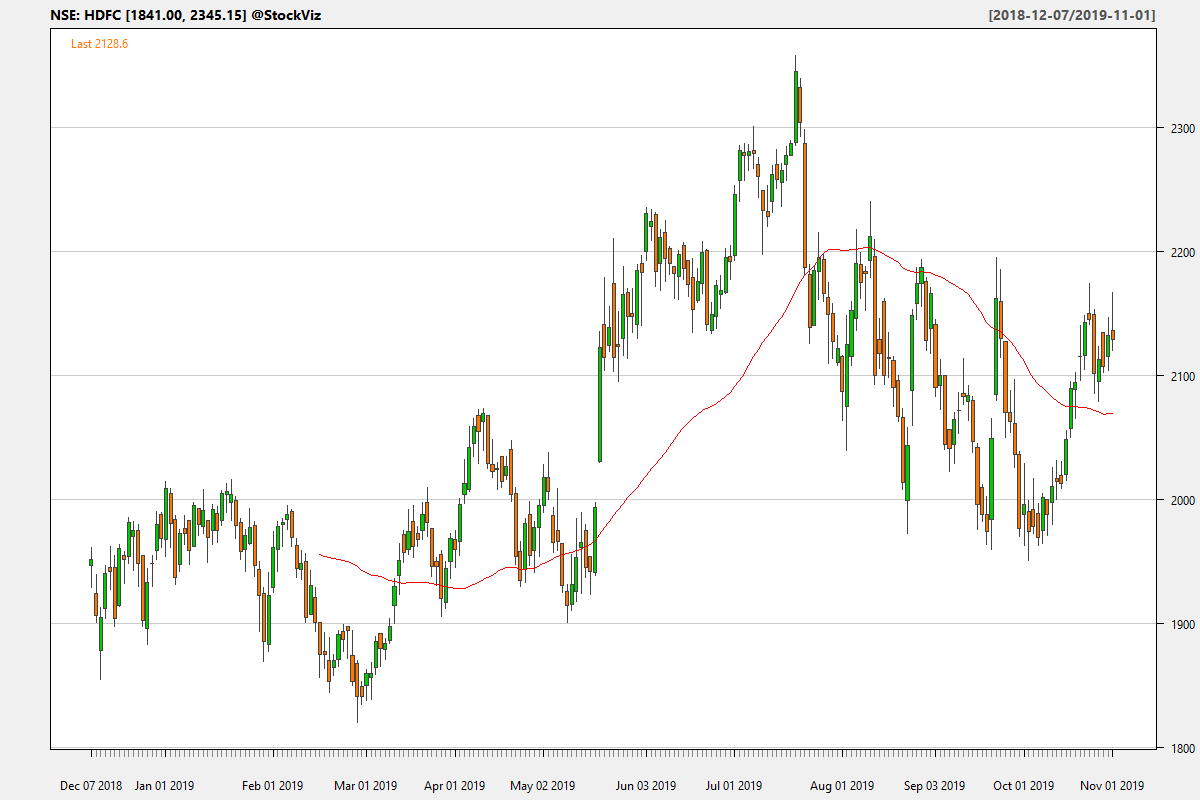 NSE: HDFC [1841.00, 2345.15] @StockViz
[2018-12-07/2019-11-01]
Last 2128.6
2300
2200
2100
2000
1900
1800
Dec 07 2018
Jan 01 2019
Feb 01 2019
Mar 01 2019
Apr 01 2019
May 02 2019
Jun 03 2019
Jul 01 2019
Aug 01 2019
Sep 03 2019
Oct 01 2019
Nov 01 2019